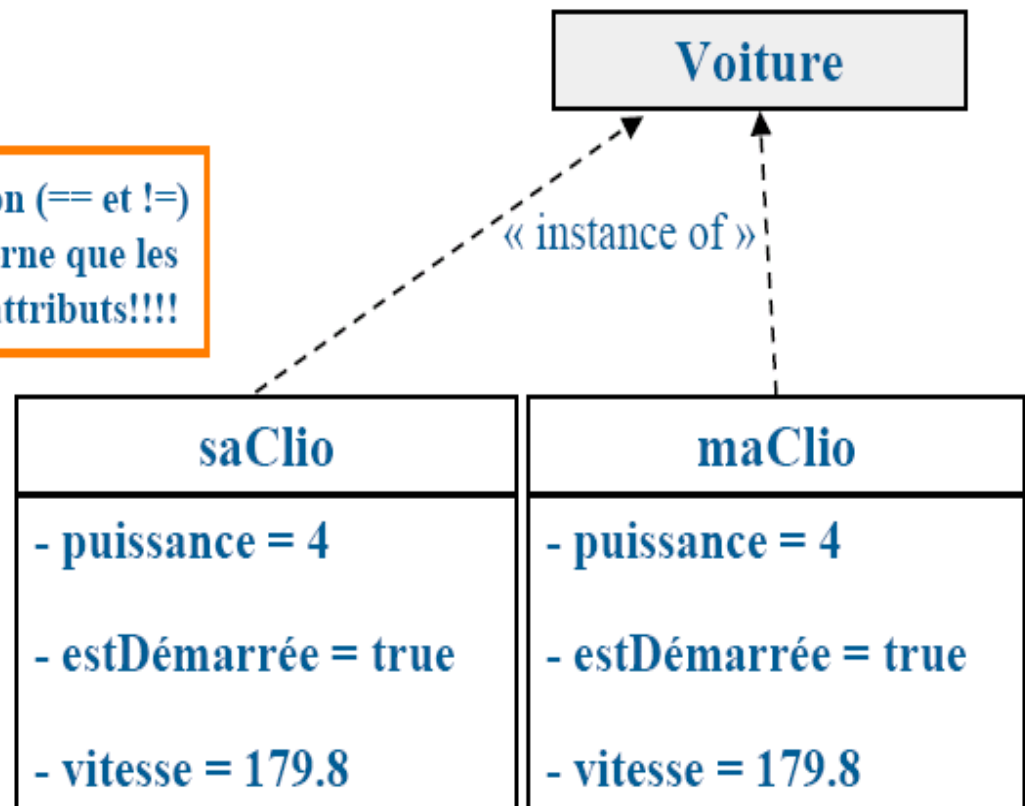 Voiture
on (== et !=)
rne que les
attributs!!!!
« instance of »
saClio
- puissance = 4
- estDémarrée = true
- vitesse = 179.8
maClio
- puissance = 4
- estDémarrée = true
- vitesse = 179.8